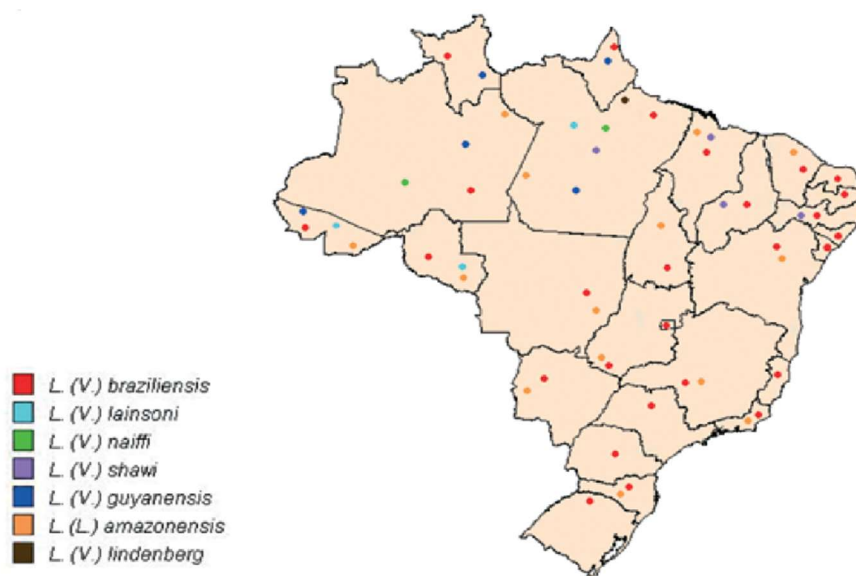 L. (V.) braziliensis
L. (V.) lainsoni
L. (V.) naiffi
L. (V.) shawi
L. (V.) guyanensis
L. (L.) amazonensis
L. (V.) lindenberg